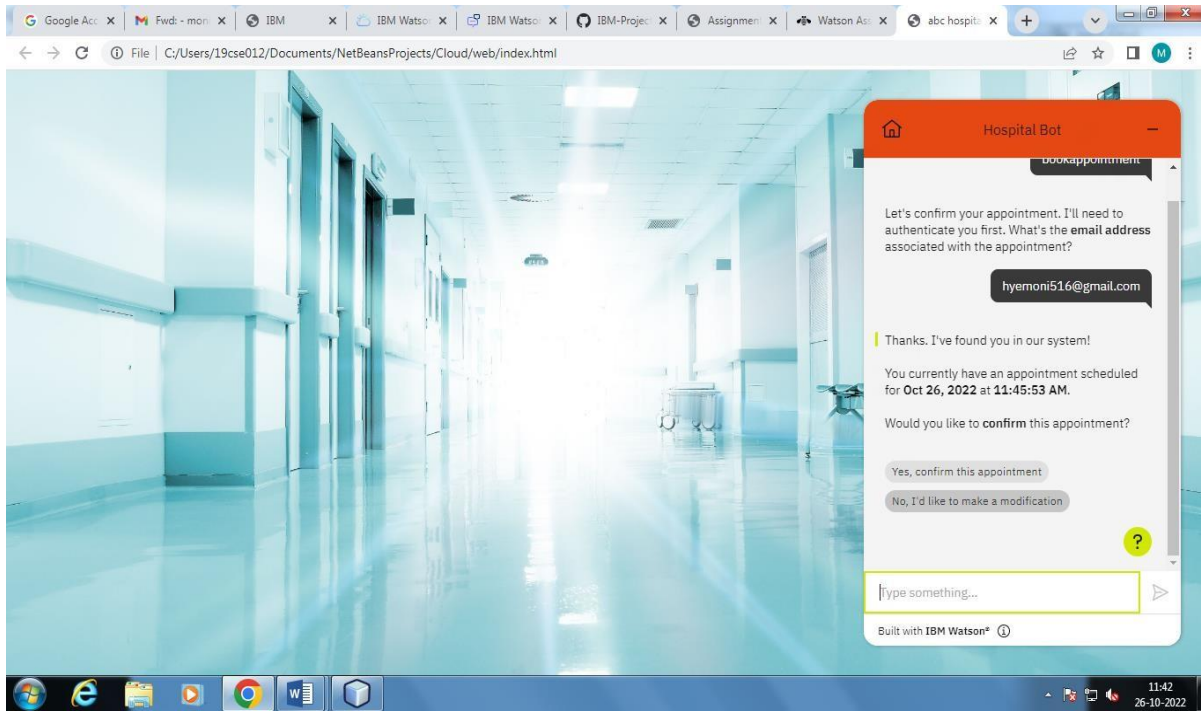 Google Acc
Fwd: - mon
IBM
IBM Watso
IBM Watso
IBM-Projec
Assignmen
Watson Ass
abc hospita
File | C:/Users/19cse012/Documents/NetBeansProjects/Cloud/web/index.html
M
Hospital Bot
bookappointment
Let's confirm your appointment. I'll need to
authenticate you first. What's the email address
associated with the appointment?
hyemoni516@gmail.com
Thanks. I've found you in our system!
You currently have an appointment scheduled
for Oct 26, 2022 at 11:45:53 AM.
Would you like to confirm this appointment?
Yes, confirm this appointment
No, I'd like to make a modification
?
Type something...
Built with IBM Watson®
11:42
26-10-2022